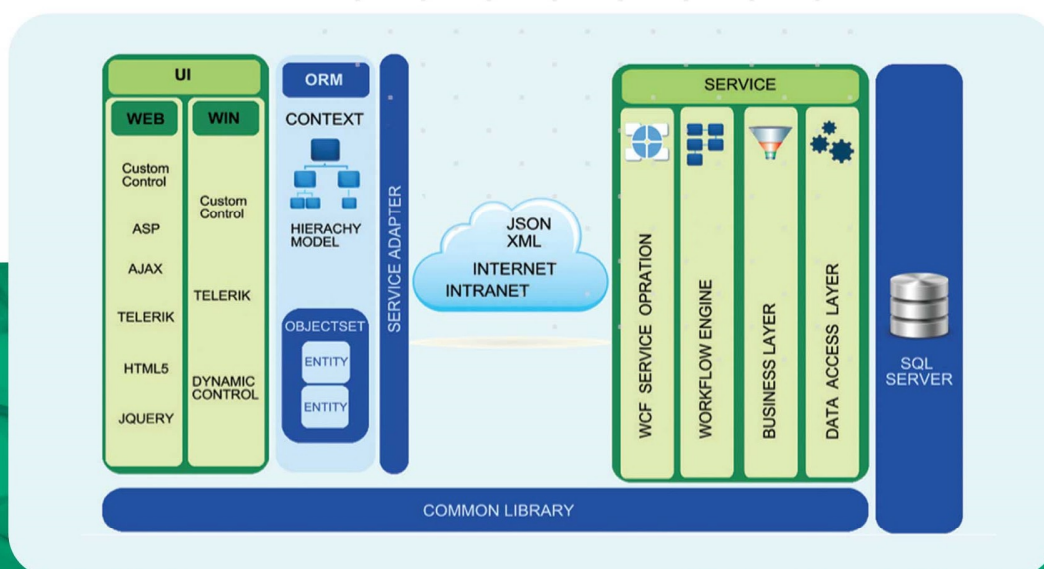 UI
WEB
Custom
Control
ASP
AJAX
TELERIK
HTML5
JQUERY
WIN
Custom
Control
TELERIK
DYNAMIC
CONTROL
ORM
CONTEXT
HIERACHY
MODEL
OBJECTSET
ENTITY
ENTITY
SERVICE ADAPTER
JSON
XML
INTERNET
INTRANET
SERVICE
WCF SERVICE OPRATION
WORKFLOW ENGINE
BUSINESS LAYER
DATA ACCESS LAYER
SQL
SERVER
COMMON LIBRARY